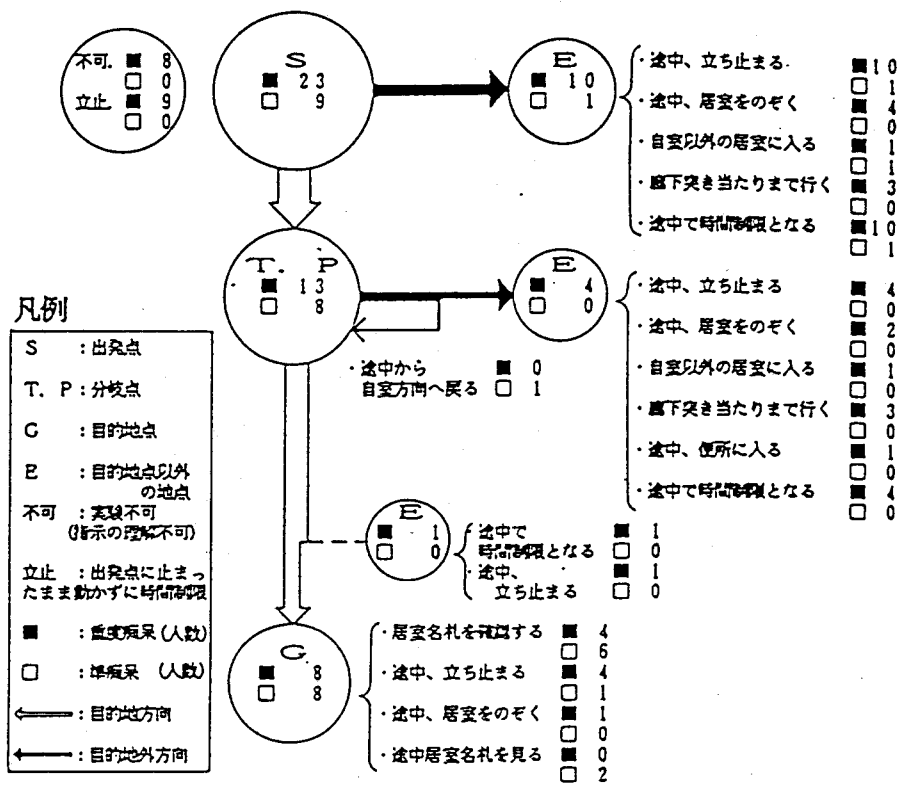 不可. ■ 8
□ 0
立止 ■ 9
□ 0
S
■ 23
□ 9
E
■ 10
□ 1
・途中、立ち止まる ■10
□ 1
・途中、居室をのぞく ■ 4
□ 0
・自室以外の居室に入る ■ 1
□ 1
・廊下突き当たりまで行く ■ 3
□ 0
・途中で時間制限となる ■10
□ 1
T. P
■ 13
□ 8
E
■ 4
□ 0
・途中、立ち止まる ■ 4
□ 0
・途中、居室をのぞく ■ 2
□ 0
・自室以外の居室に入る ■ 1
□ 0
・廊下突き当たりまで行く ■ 3
□ 0
・途中、便所に入る ■ 1
□ 0
・途中で時間制限となる ■ 4
□ 0
・途中から ■ 0
自室方向へ戻る □ 1
凡例
S :出発点
T. P:分岐点
G :目的地点
E :目的地点以外
の地点
不可 :実験不可
(指示の理解不可)
立止 :出発点に止まっ
たまま動かずに時間制限
■ :重度痴呆(人数)
□ :準痴呆 (人数)
:目的地方向
:目的地外方向
E
■ 1
□ 0
・途中で ■ 1
時間制限となる □ 0
・途中、 ■ 1
立ち止まる □ 0
G
■ 8
□ 8
・居室名札を確認する ■ 4
□ 6
・途中、立ち止まる ■ 4
□ 1
・途中、居室をのぞく ■ 1
□ 0
・途中居室名札を見る ■ 0
□ 2